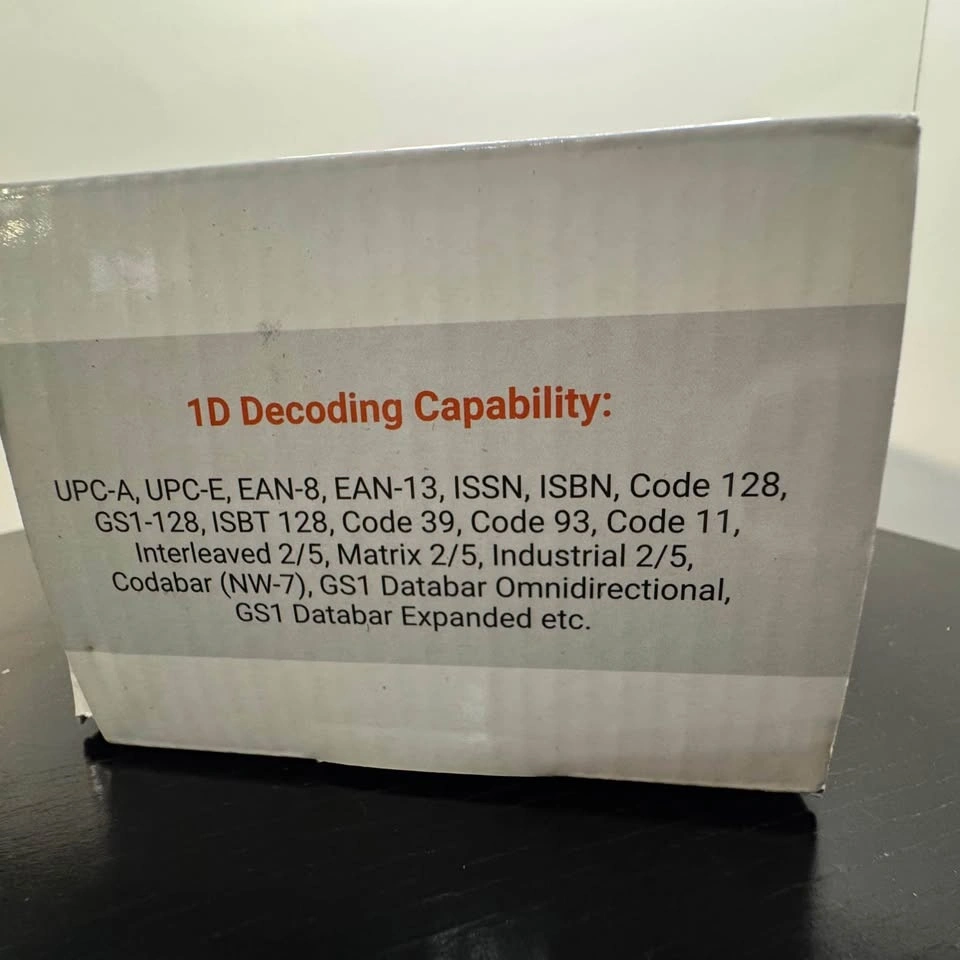 1D Decoding Capability:
UPC-A, UPC-E, EAN-8, EAN-13, ISSN, ISBN, Code 128,
GS1-128, ISBT 128, Code 39, Code 93, Code 11,
Interleaved 2/5, Matrix 2/5, Industrial 2/5,
Codabar (NW-7), GS1 Databar Omnidirectional,
GS1 Databar Expanded etc.